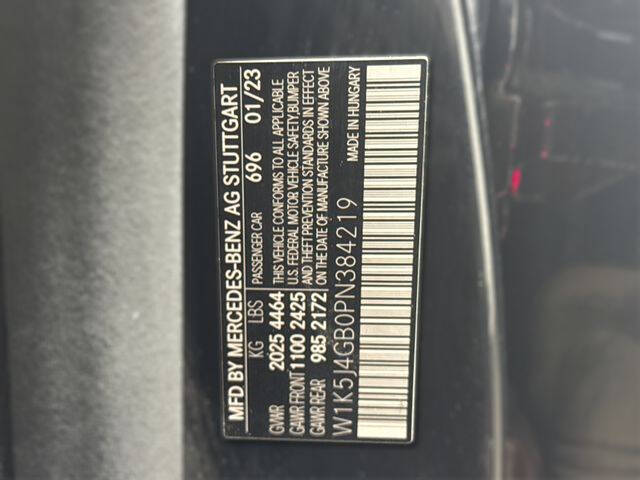 MFD BY MERCEDES-BENZ AG STUTTGART
KG LBS PASSENGER CAR 696 01/23
GVWR 2025 4464 THIS VEHICLE CONFORMS TO ALL APPLICABLE
GAWR FRONT 1100 2425 U.S. FEDERAL MOTOR VEHICLE SAFETY,BUMPER
GAWR REAR 985 2172 AND THEFT PREVENTION STANDARDS IN EFFECT
ON THE DATE OF MANUFACTURE SHOWN ABOVE
W1K5J4GB0PN384219 MADE IN HUNGARY